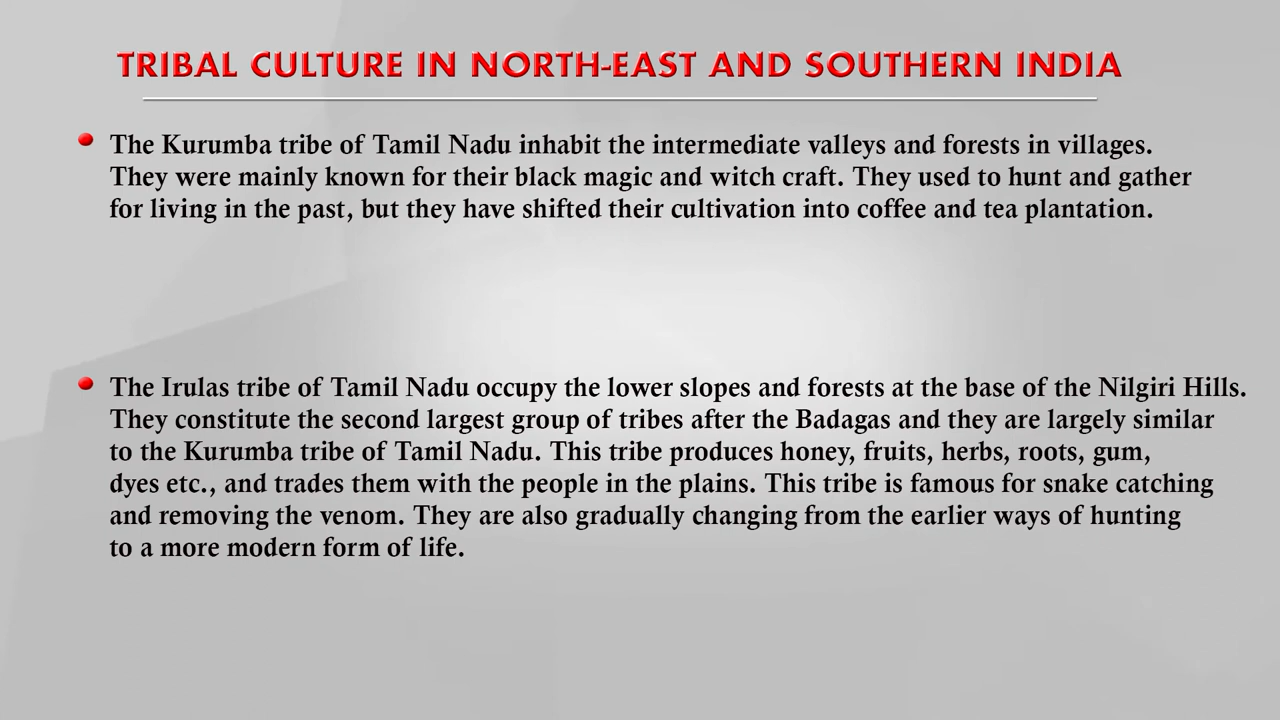 TRIBAL CULTURE IN NORTH-EAST AND SOUTHERN INDIA
The Kurumba tribe of Tamil Nadu inhabit the intermediate valleys and forests in villages.
They were mainly known for their black magic and witch craft. They used to hunt and gather
for living in the past, but they have shifted their cultivation into coffee and tea plantation.
The Irulas tribe of Tamil Nadu occupy the lower slopes and forests at the base of the Nilgiri Hills.
They constitute the second largest group of tribes after the Badagas and they are largely similar
to the Kurumba tribe of Tamil Nadu. This tribe produces honey, fruits, herbs, roots, gum,
dyes etc., and trades them with the people in the plains. This tribe is famous for snake catching
and removing the venom. They are also gradually changing from the earlier ways of hunting
to a more modern form of life.